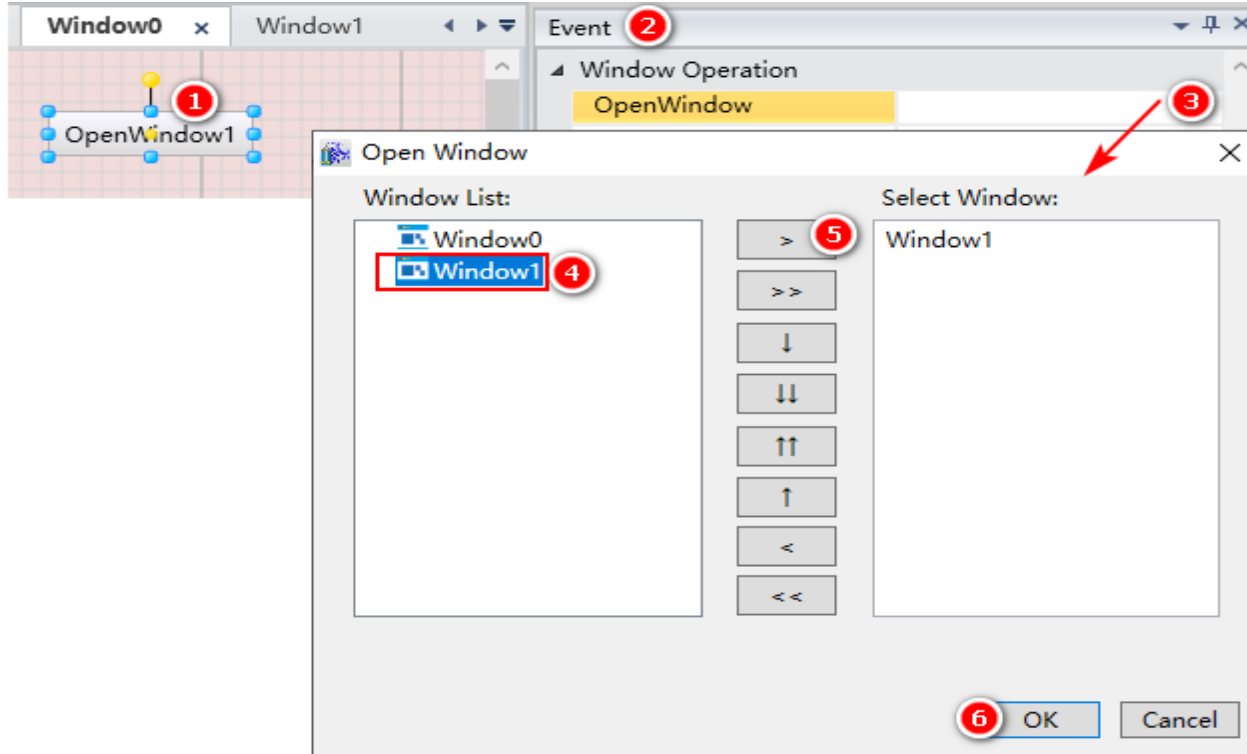 Window0 x Window1
Event 2
Window Operation
OpenWindow
1
3
OpenWindow1
Open Window
Window List:
Select Window:
Window0
Window1
4
> 5
>>
↓
↓↓
↑↑
↑
<
<<
Window1
6 OK
Cancel